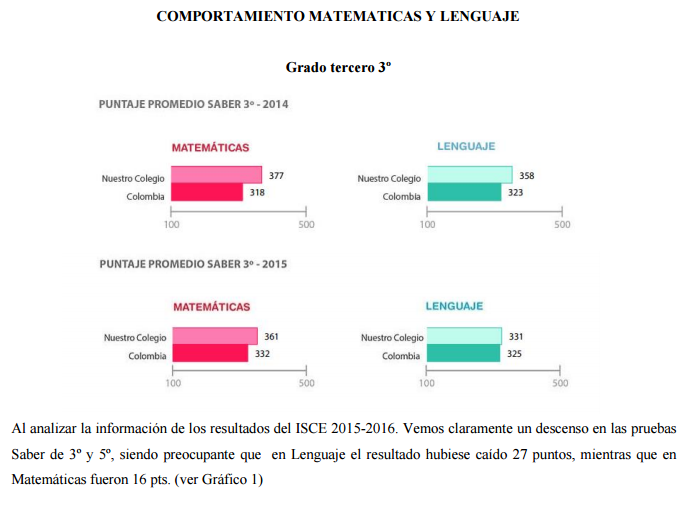 COMPORTAMIENTO MATEMATICAS Y LENGUAJE
Grado tercero 3º
PUNTAJE PROMEDIO SABER 3º - 2014
MATEMÁTICAS
Nuestro Colegio 377
Colombia 318
100 500
LENGUAJE
Nuestro Colegio 358
Colombia 323
100 500
PUNTAJE PROMEDIO SABER 3º - 2015
MATEMÁTICAS
Nuestro Colegio 361
Colombia 332
100 500
LENGUAJE
Nuestro Colegio 331
Colombia 325
100 500
Al analizar la información de los resultados del ISCE 2015-2016. Vemos claramente un descenso en las pruebas
Saber de 3º y 5º, siendo preocupante que en Lenguaje el resultado hubiese caído 27 puntos, mientras que en
Matemáticas fueron 16 pts. (ver Gráfico 1)